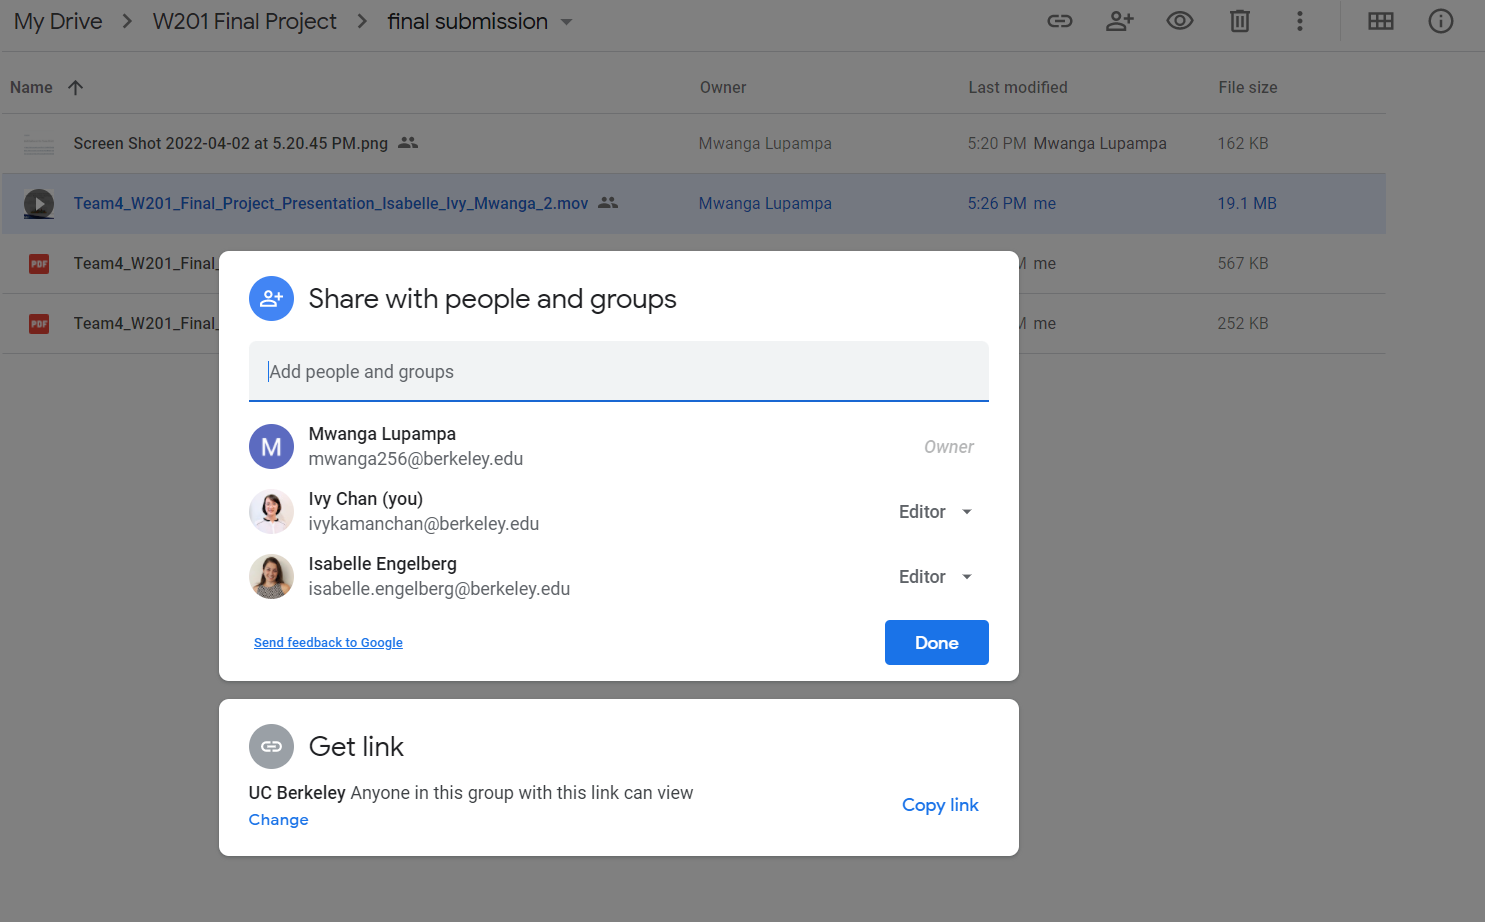 My Drive > W201 Final Project > final submission
Name Owner Last modified File size
Screen Shot 2022-04-02 at 5.20.45 PM.png Mwanga Lupampa 5:20 PM Mwanga Lupampa 162 KB
Team4_W201_Final_Project_Presentation_Isabelle_Ivy_Mwanga_2.mov Mwanga Lupampa 5:26 PM me 19.1 MB
PDF Team4_W201_Final_ me 567 KB
PDF Team4_W201_Final_ me 252 KB
Share with people and groups
Add people and groups
M
Mwanga Lupampa
mwanga256@berkeley.edu
Owner
Ivy Chan (you)
ivykamanchan@berkeley.edu
Editor
Isabelle Engelberg
isabelle.engelberg@berkeley.edu
Editor
Send feedback to Google
Done
Get link
UC Berkeley Anyone in this group with this link can view
Change
Copy link